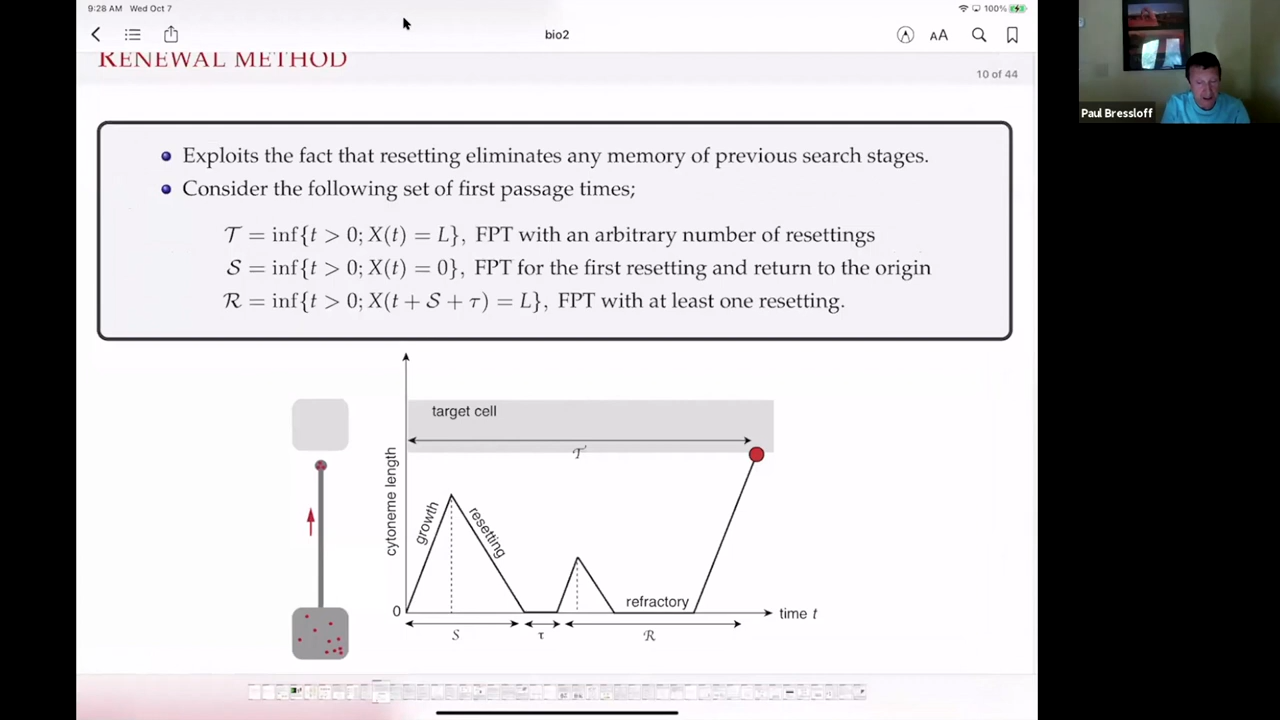 9:28 AM Wed Oct 7
100%
bio2
AA
RENEWAL METHOD
10 of 44
Paul Bressloff
Exploits the fact that resetting eliminates any memory of previous search stages.
Consider the following set of first passage times;
𝒯 = inf{t > 0; X(t) = L}, FPT with an arbitrary number of resettings
𝒮 = inf{t > 0; X(t) = 0}, FPT for the first resetting and return to the origin
ℛ = inf{t > 0; X(t + 𝒮 + τ) = L}, FPT with at least one resetting.
target cell
𝒯
cytoneme length
growth
resetting
refractory
0
time t
𝒮
τ
ℛ